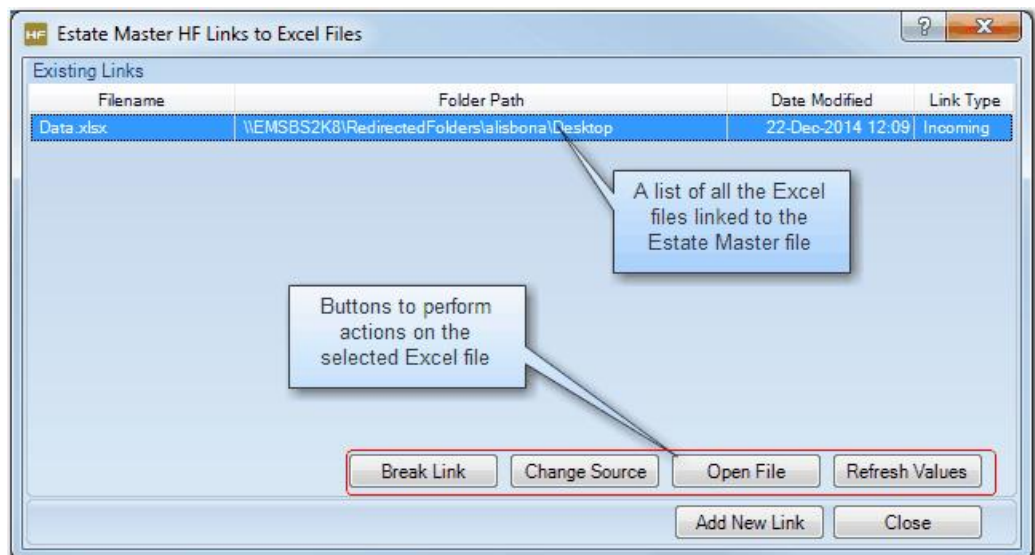 HF Estate Master HF Links to Excel Files ? X
Existing Links
Filename Folder Path Date Modified Link Type
Data.xlsx \\EMSBS2K8\RedirectedFolders\alisbona\Desktop 22-Dec-2014 12:09 Incoming
A list of all the Excel
files linked to the
Estate Master file
Buttons to perform
actions on the
selected Excel file
Break Link Change Source Open File Refresh Values
Add New Link Close